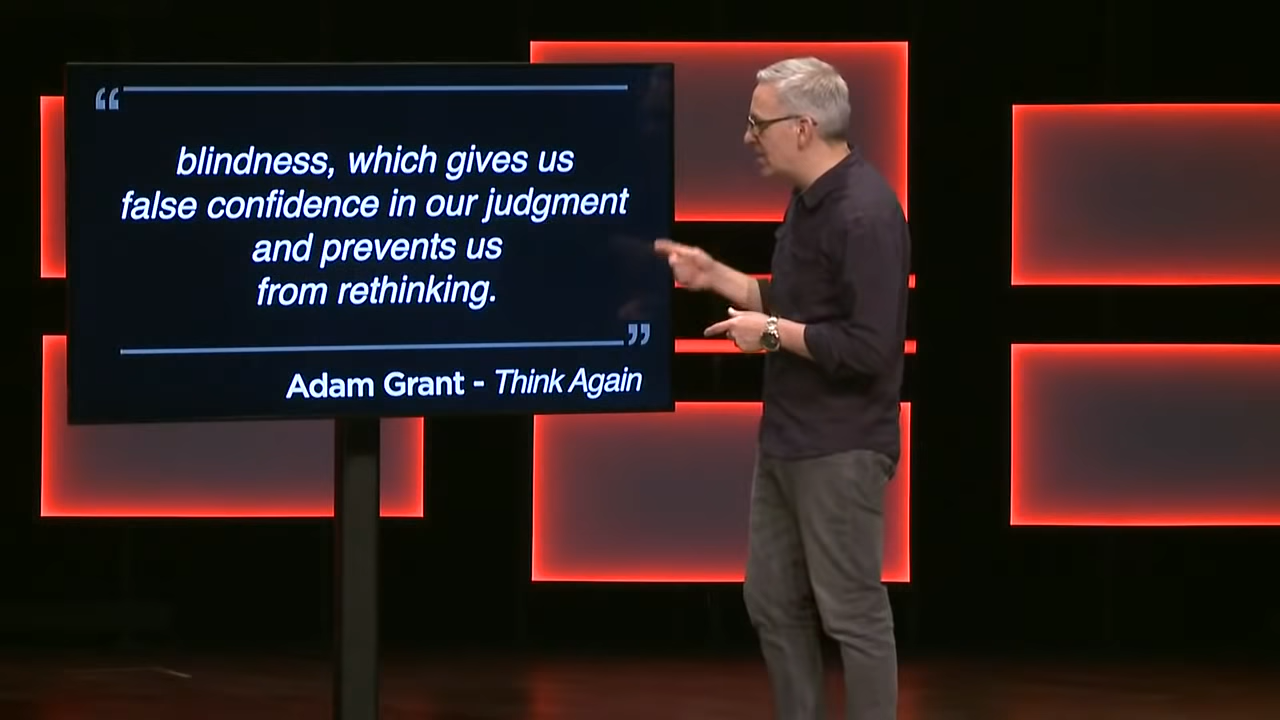 “
blindness, which gives us
false confidence in our judgment
and prevents us
from rethinking.
”
Adam Grant - Think Again